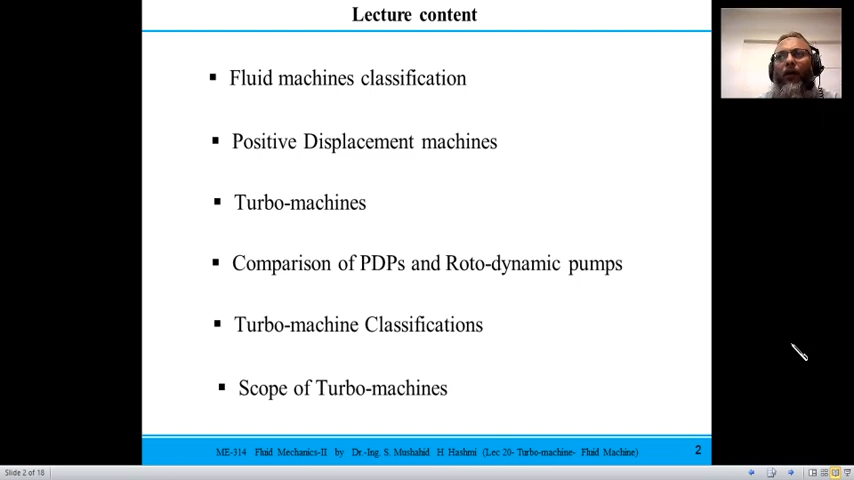 Lecture content
Fluid machines classification
Positive Displacement machines
Turbo-machines
Comparison of PDPs and Roto-dynamic pumps
Turbo-machine Classifications
Scope of Turbo-machines
ME-314 Fluid Mechanics-II by Dr.-Ing. S. Mushahid H Hashmi (Lec 20- Turbo-machine- Fluid Machine) 2
Slide 2 of 18